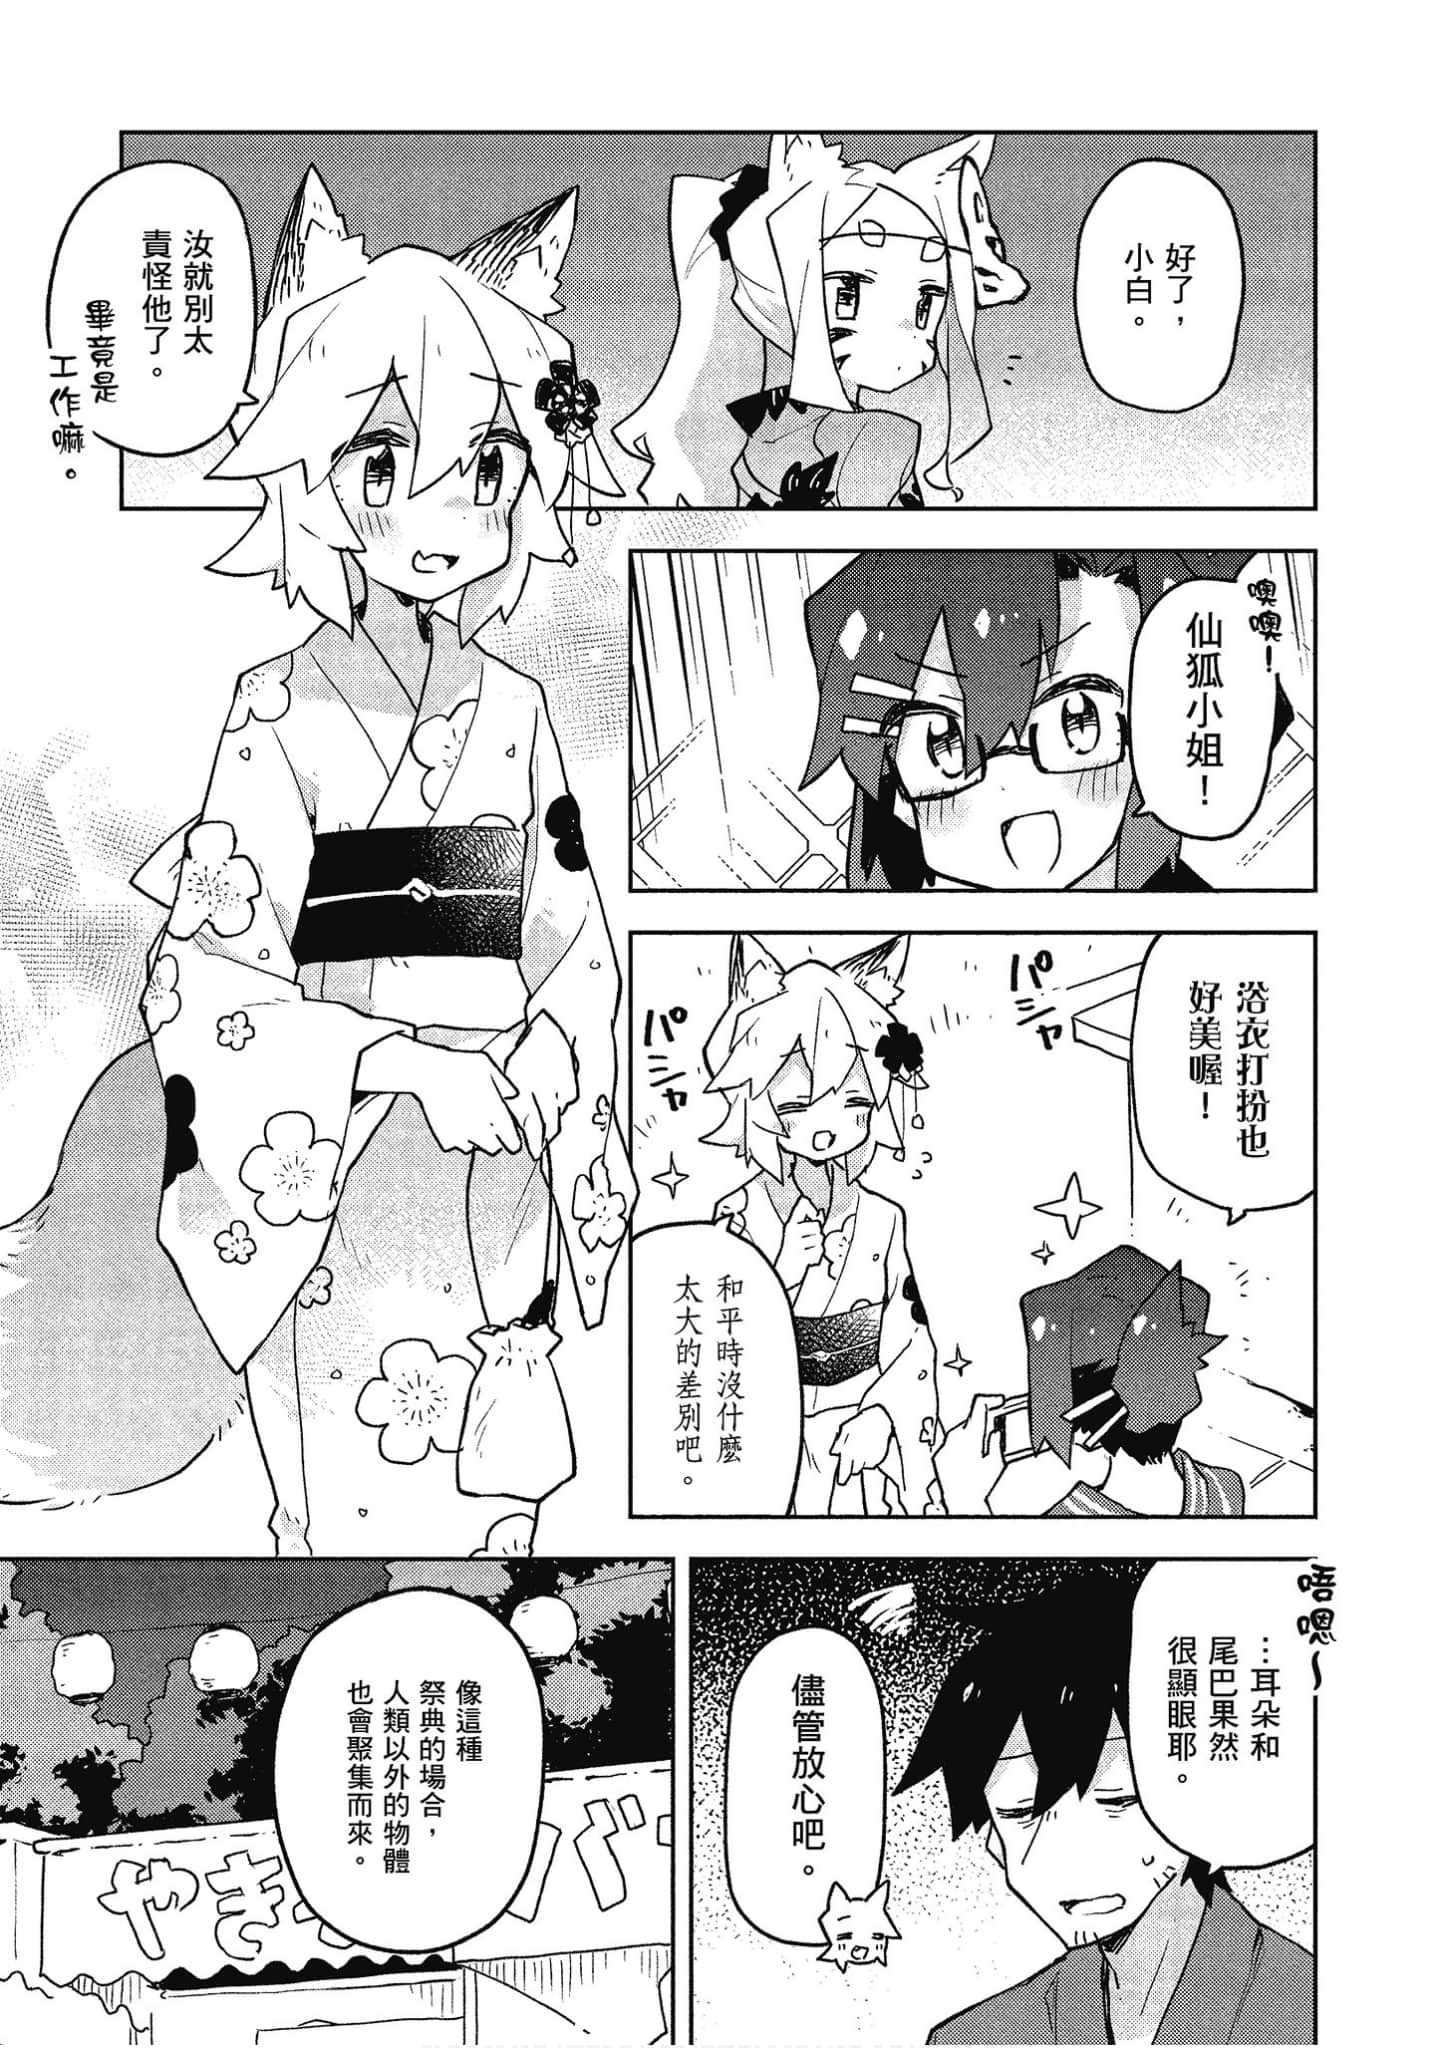 好了，
小白。
汝就別太
責怪他了。
畢竟是
工作嘛。
噢噢！
仙狐小姐！
浴衣打扮也
好美喔！
パシャ
パシャ
和平時沒什麼
太大的差別吧。
唔嗯～
…耳朵和
尾巴果然
很顯眼耶。
儘管放心吧。
像這種
祭典的場合，
人類以外的物體
也會聚集而來。
やき
ば